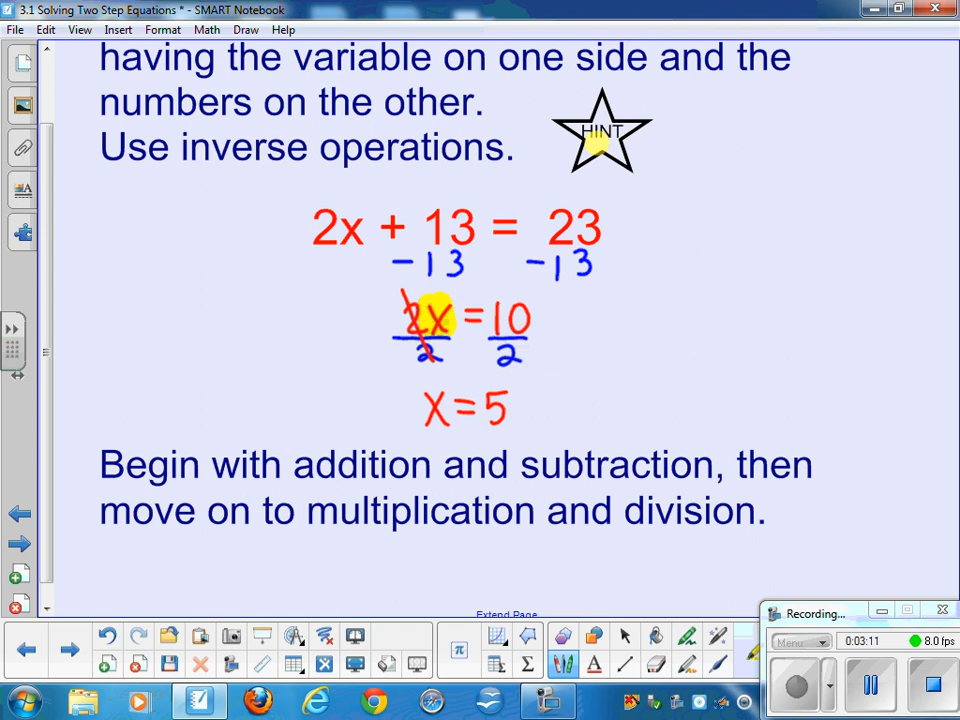 3.1 Solving Two Step Equations * - SMART Notebook
File Edit View Insert Format Math Draw Help
having the variable on one side and the
numbers on the other.
HINT
Use inverse operations.
2x + 13 = 23
-13 -13
2x = 10
2 2
x = 5
Begin with addition and subtraction, then
move on to multiplication and division.
Extend Page
Recording...
Menu 0:03:11 8.0 fps